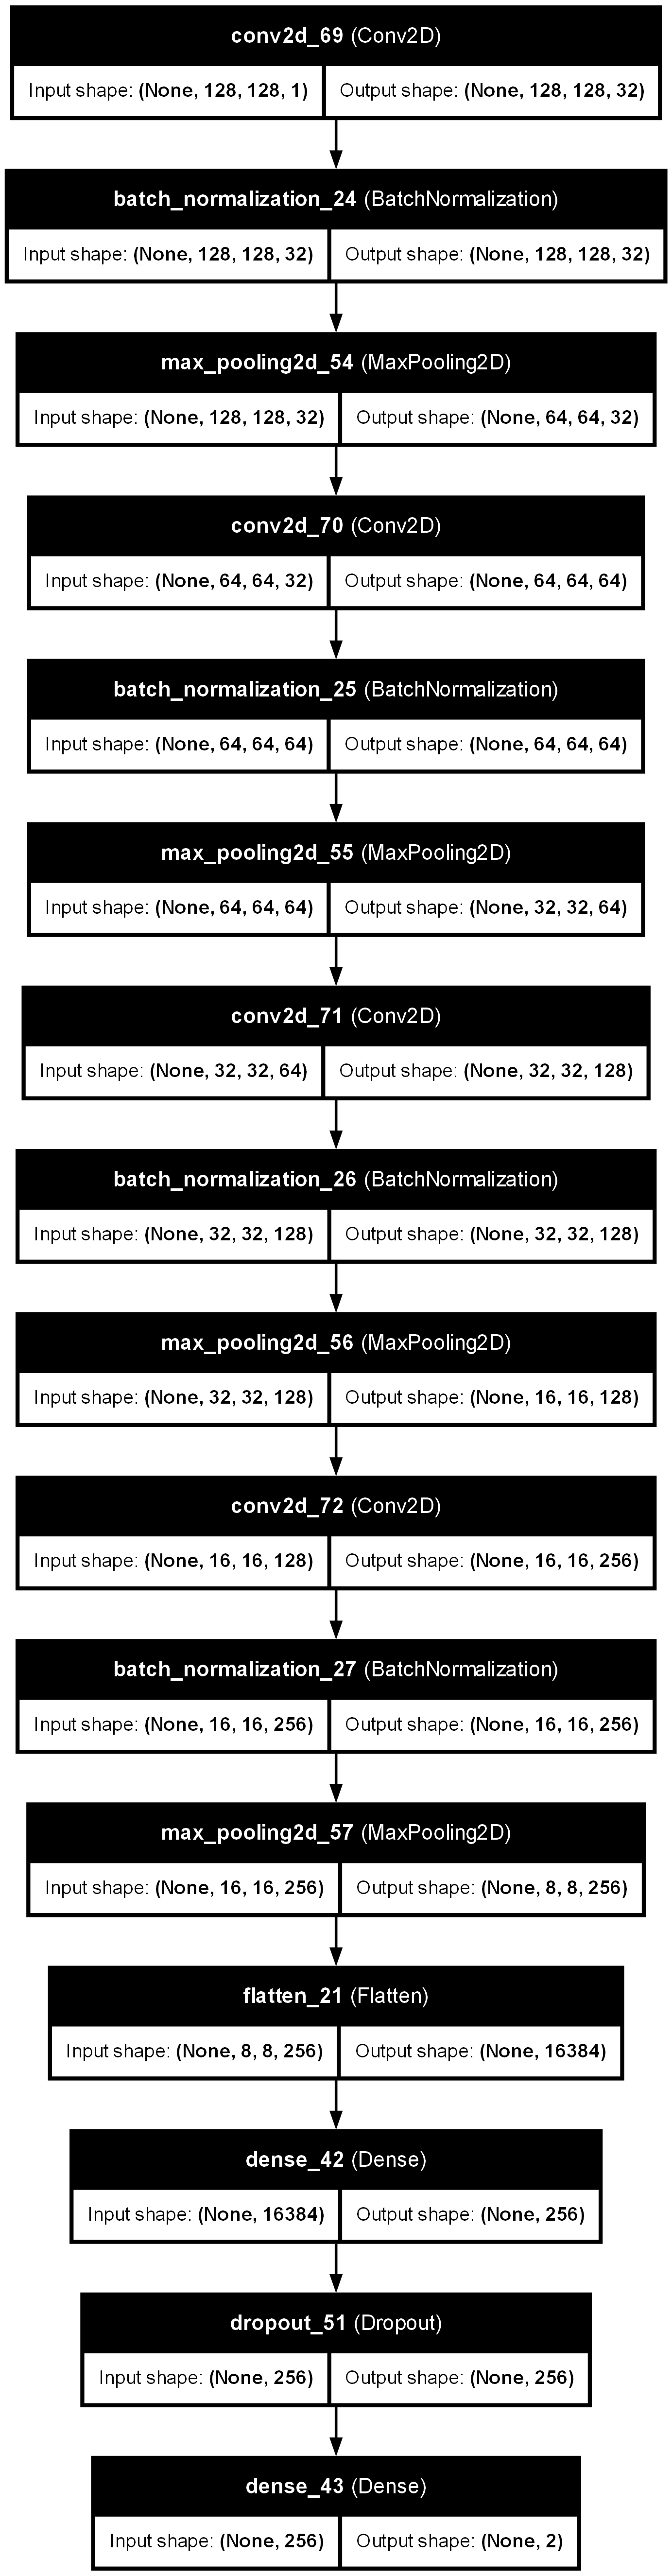 conv2d_69 (Conv2D)
Input shape: (None, 128, 128, 1) Output shape: (None, 128, 128, 32)
batch_normalization_24 (BatchNormalization)
Input shape: (None, 128, 128, 32) Output shape: (None, 128, 128, 32)
max_pooling2d_54 (MaxPooling2D)
Input shape: (None, 128, 128, 32) Output shape: (None, 64, 64, 32)
conv2d_70 (Conv2D)
Input shape: (None, 64, 64, 32) Output shape: (None, 64, 64, 64)
batch_normalization_25 (BatchNormalization)
Input shape: (None, 64, 64, 64) Output shape: (None, 64, 64, 64)
max_pooling2d_55 (MaxPooling2D)
Input shape: (None, 64, 64, 64) Output shape: (None, 32, 32, 64)
conv2d_71 (Conv2D)
Input shape: (None, 32, 32, 64) Output shape: (None, 32, 32, 128)
batch_normalization_26 (BatchNormalization)
Input shape: (None, 32, 32, 128) Output shape: (None, 32, 32, 128)
max_pooling2d_56 (MaxPooling2D)
Input shape: (None, 32, 32, 128) Output shape: (None, 16, 16, 128)
conv2d_72 (Conv2D)
Input shape: (None, 16, 16, 128) Output shape: (None, 16, 16, 256)
batch_normalization_27 (BatchNormalization)
Input shape: (None, 16, 16, 256) Output shape: (None, 16, 16, 256)
max_pooling2d_57 (MaxPooling2D)
Input shape: (None, 16, 16, 256) Output shape: (None, 8, 8, 256)
flatten_21 (Flatten)
Input shape: (None, 8, 8, 256) Output shape: (None, 16384)
dense_42 (Dense)
Input shape: (None, 16384) Output shape: (None, 256)
dropout_51 (Dropout)
Input shape: (None, 256) Output shape: (None, 256)
dense_43 (Dense)
Input shape: (None, 256) Output shape: (None, 2)